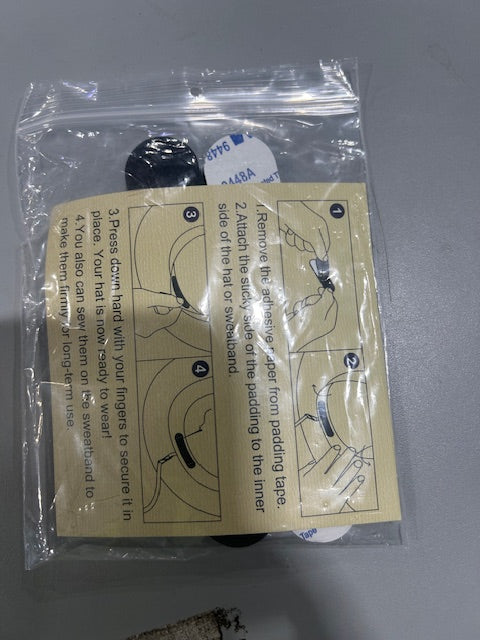 9448
9448A
ted T
1
2
1.Remove the adhesive paper from padding tape.
2.Attach the sticky side of the padding to the inner
side of the hat or sweatband.
3
4
3.Press down hard with your fingers to secure it in
place. Your hat is now ready to wear!
4.You also can sew them on the sweatband to
make them firmly for long-term use.
Tape